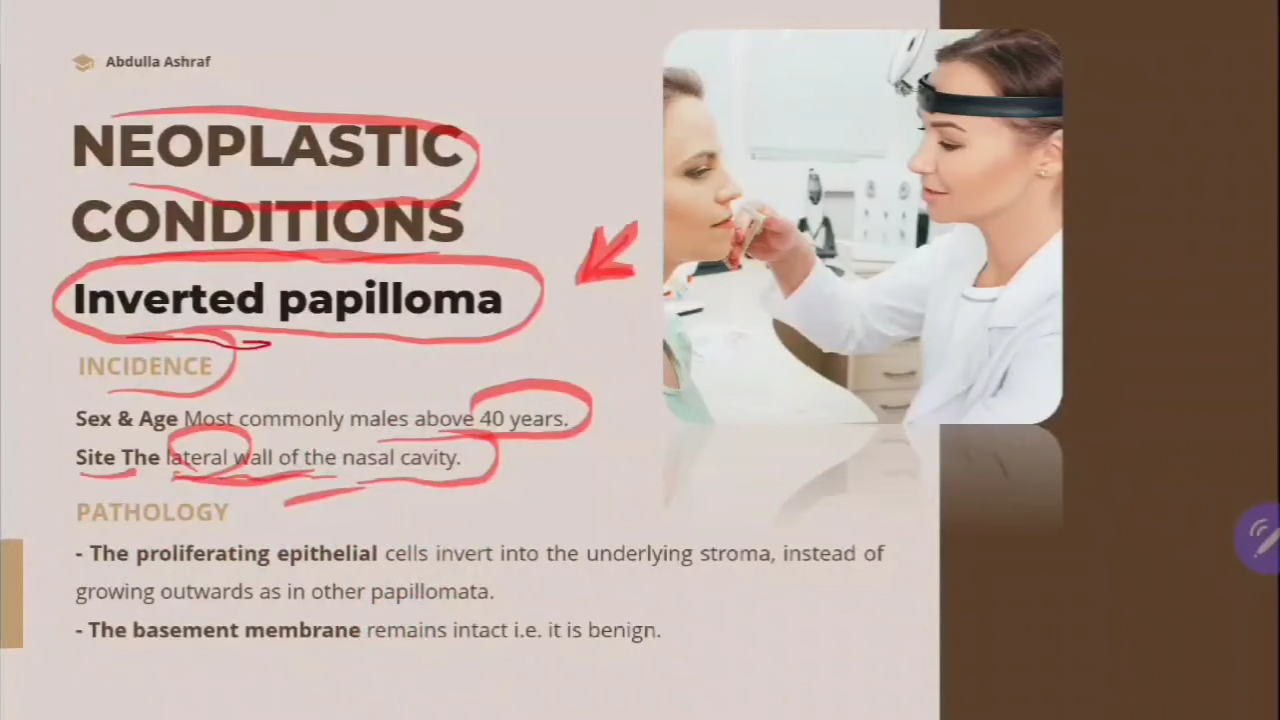 Abdulla Ashraf
NEOPLASTIC
CONDITIONS
Inverted papilloma
INCIDENCE
Sex & Age Most commonly males above 40 years.
Site The lateral wall of the nasal cavity.
PATHOLOGY
- The proliferating epithelial cells invert into the underlying stroma, instead of
growing outwards as in other papillomata.
- The basement membrane remains intact i.e. it is benign.